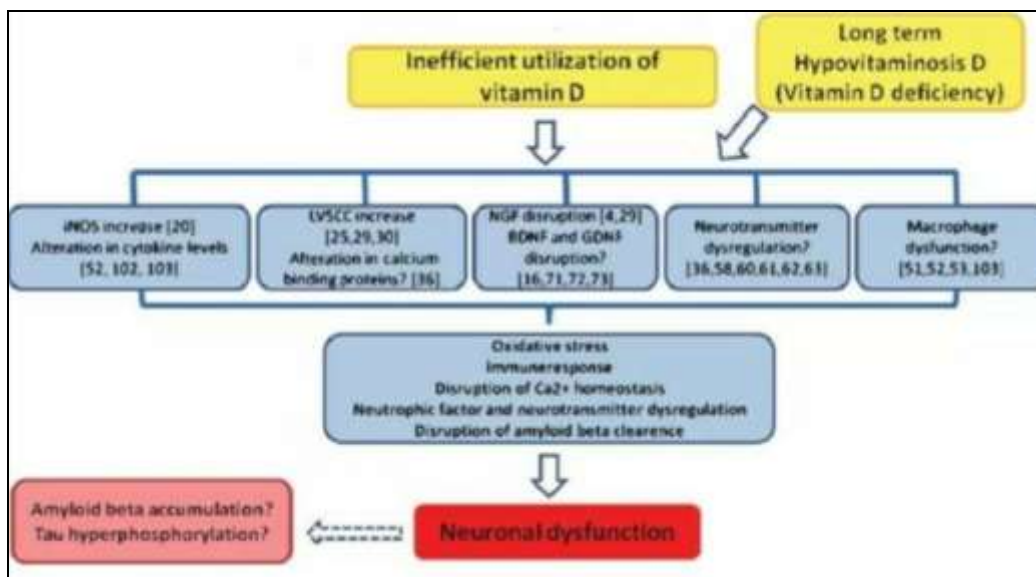 Inefficient utilization of
vitamin D
Long term
Hypovitaminosis D
(Vitamin D deficiency)
iNOS increase [20]
Alteration in cytokine levels
[52, 102, 103]
LVSCC increase
[25,29,30]
Alteration in calcium
binding proteins? [36]
NGF disruption [4,29]
BDNF and GDNF
disruption?
[16,71,72,73]
Neurotransmitter
dysregulation?
[36,58,60,61,62,63]
Macrophage
dysfunction?
[51,52,53,103]
Oxidative stress
Immuneresponse
Disruption of Ca2+ homeostasis
Neutrophic factor and neurotransmitter dysregulation
Disruption of amyloid beta clearence
Amyloid beta accumulation?
Tau hyperphosphorylation?
Neuronal dysfunction